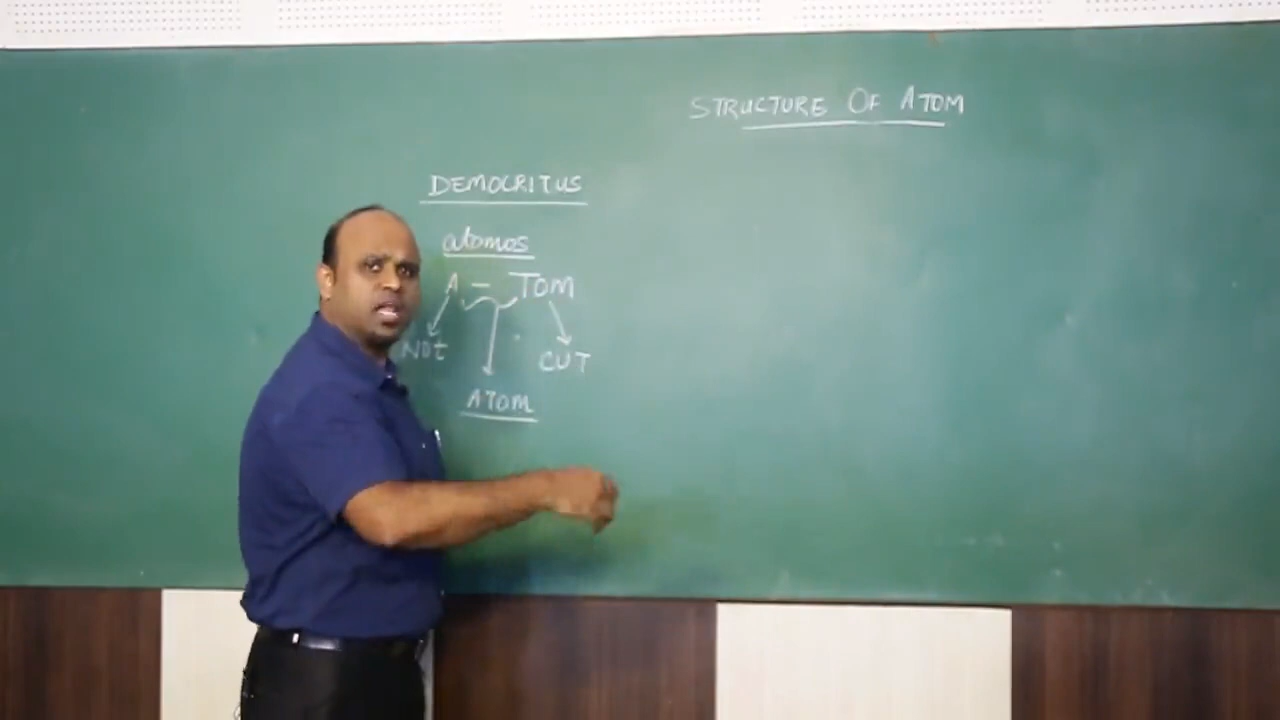 STRUCTURE OF ATOM
DEMOCRITUS
atomos
A - TOM
NOt CUT
ATOM